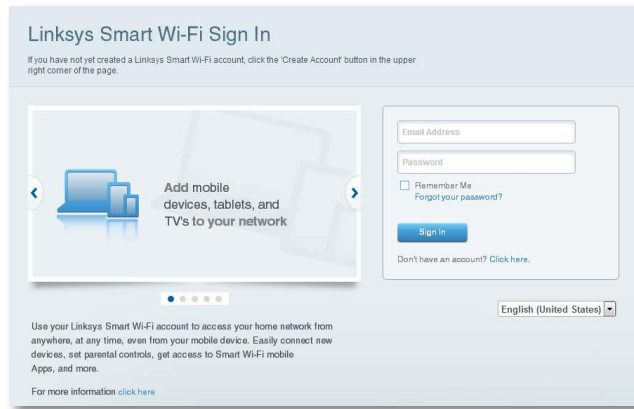 Linksys Smart Wi-Fi Sign In
If you have not yet created a Linksys Smart Wi-Fi account, click the 'Create Account' button in the upper
right corner of the page.
Add mobile
devices, tablets, and
TV's to your network
Use your Linksys Smart Wi-Fi account to access your home network from
anywhere, at any time, even from your mobile device. Easily connect new
devices, set parental controls, get access to Smart Wi-Fi mobile
Apps, and more.
For more information click here
Email Address
Password
Remember Me
Forgot your password?
Sign In
Don't have an account? Click here.
English (United States)